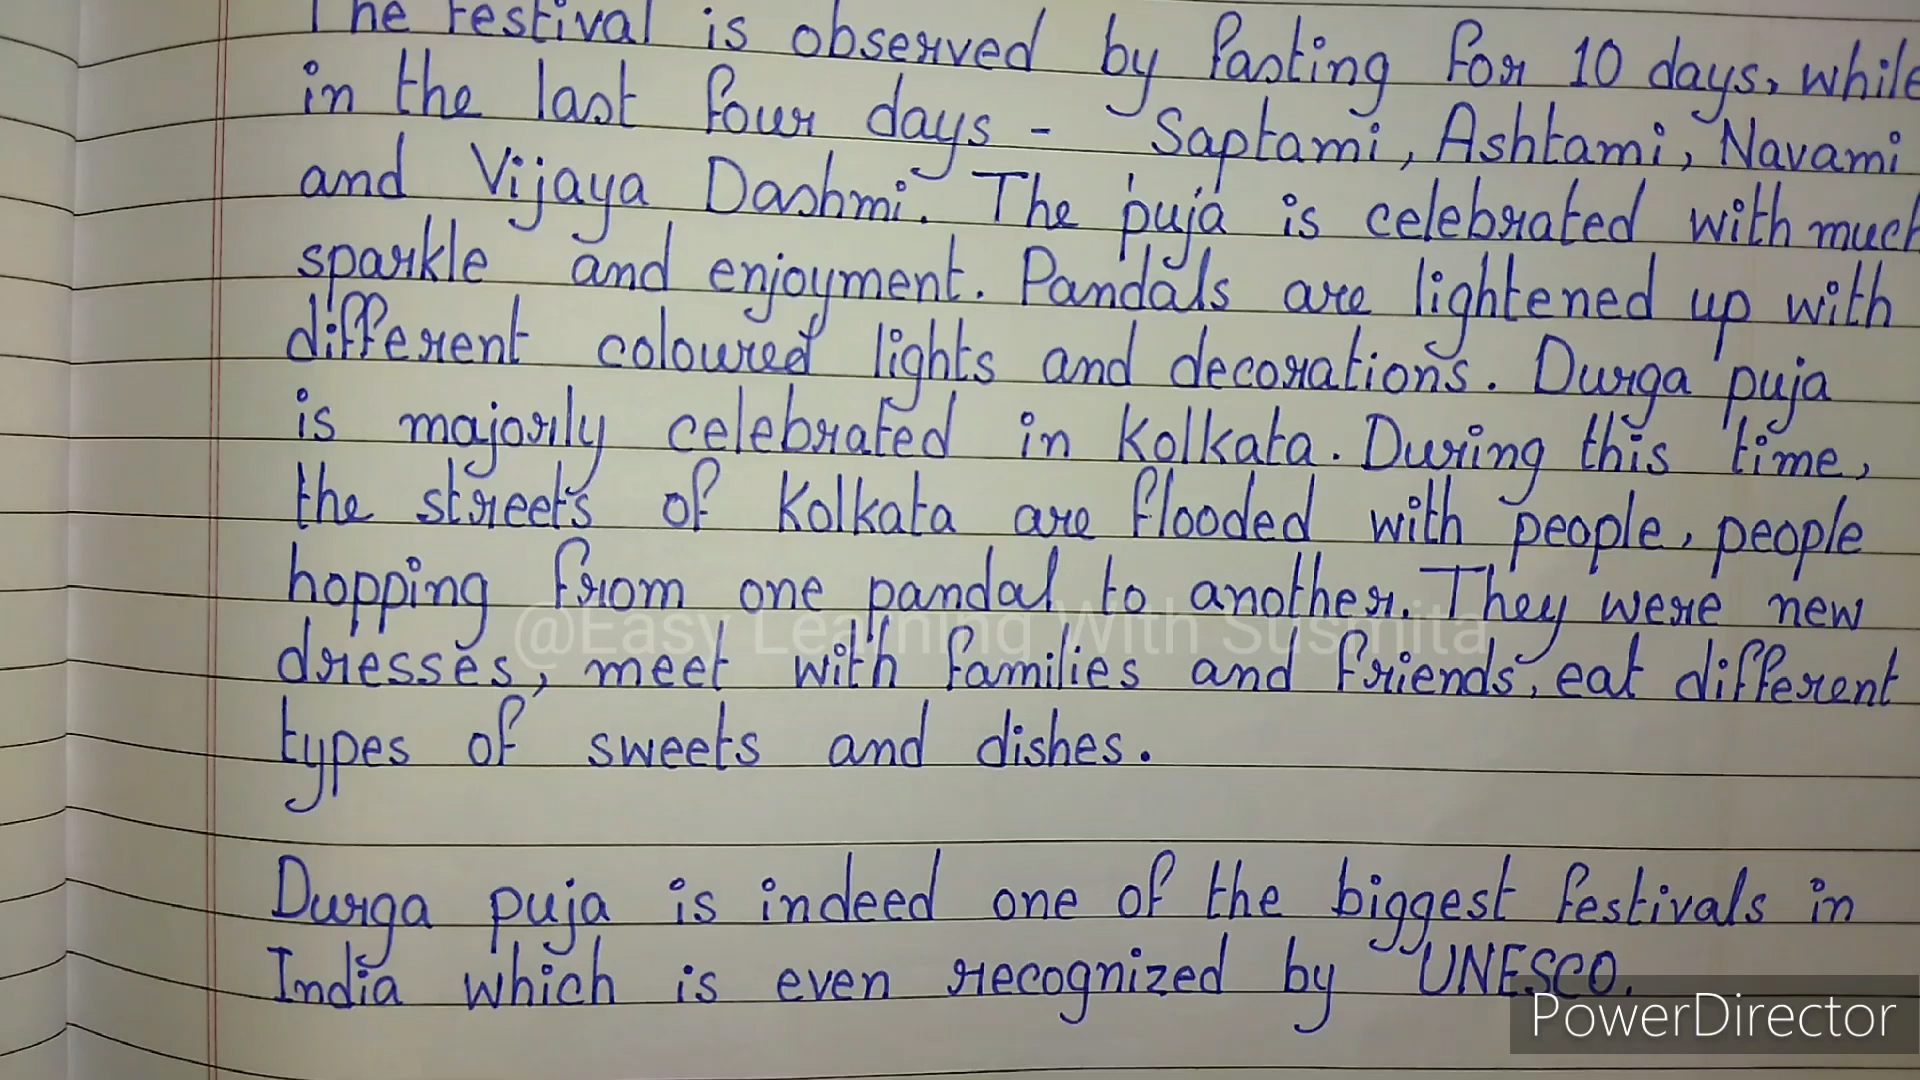 The festival is observed by fasting for 10 days, while
in the last four days - Saptami, Ashtami, Navami
and Vijaya Dashmi. The puja is celebrated with much
sparkle and enjoyment. Pandals are lightened up with
different coloured lights and decorations. Durga puja
is majorily celebrated in Kolkata. During this time,
the streets of Kolkata are flooded with people, people
hopping from one pandal to another. They were new
@Easy Learning With Susmita
dresses, meet with families and friends, eat different
types of sweets and dishes.
Durga puja is indeed one of the biggest festivals in
India which is even recognized by UNESCO.
PowerDirector